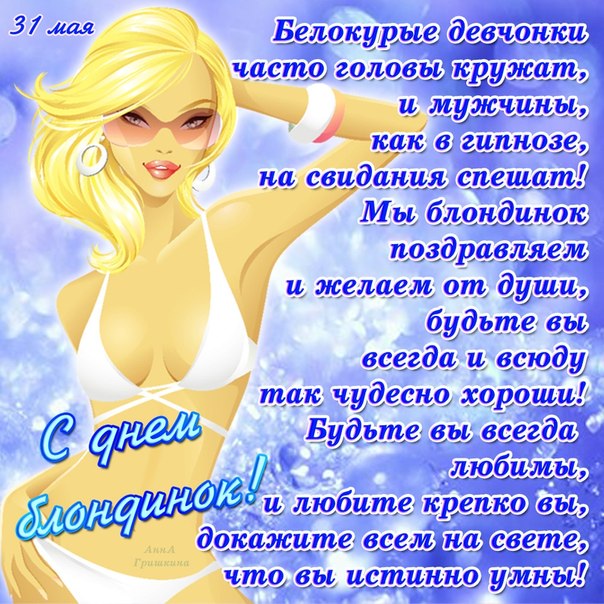 31 мая
Белокурые девчонки
часто головы кружат,
и мужчины,
как в гипнозе,
на свидания спешат!
Мы блондинок
поздравляем
и желаем от души,
будьте вы
всегда и всюду
так чудесно хороши!
Будьте вы всегда
любимы,
и любите крепко вы,
докажите всем на свете,
что вы истинно умны!
С днем
блондинок!
АннА
Гришнина